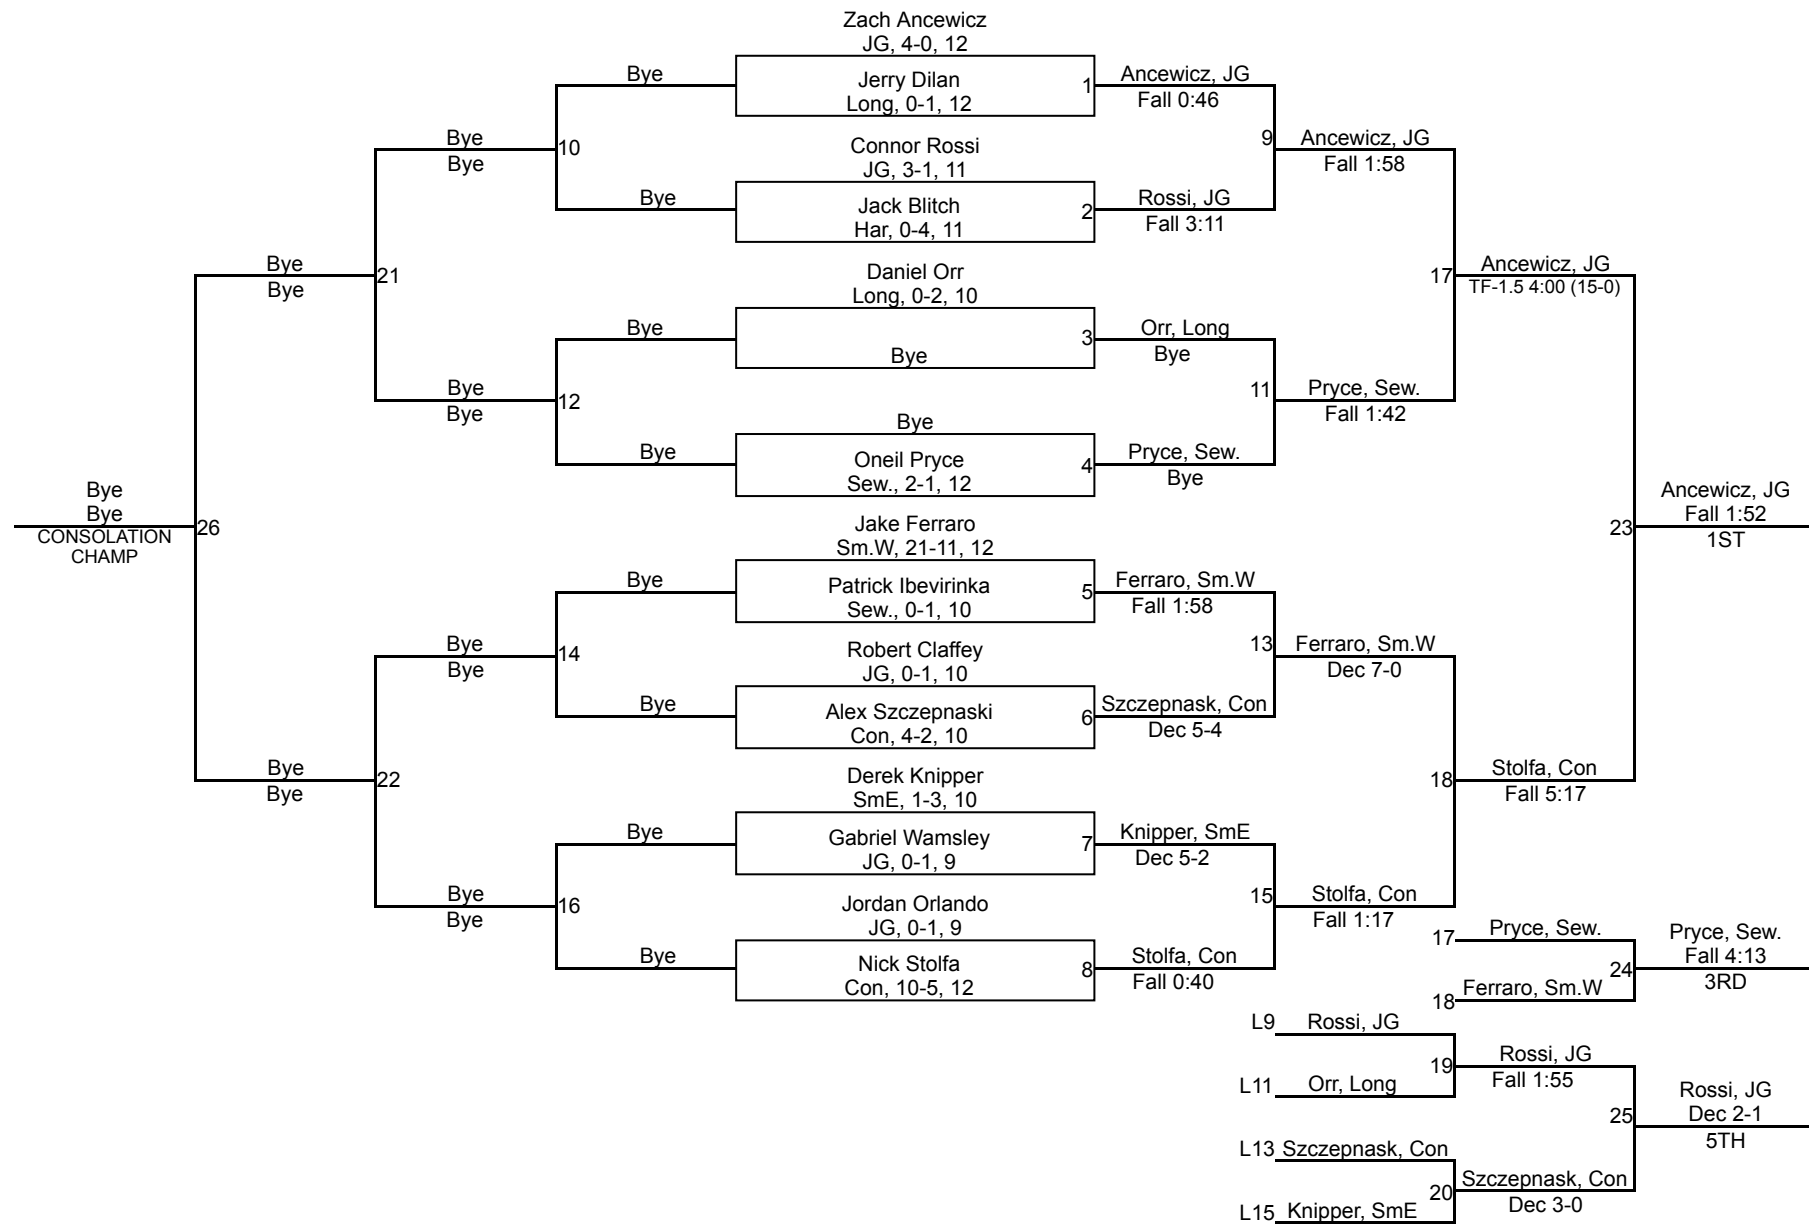 Zach Ancewicz
JG, 4-0, 12
Jerry Dilan
Long, 0-1, 12
1
Connor Rossi
JG, 3-1, 11
Jack Blitch
Har, 0-4, 11
2
Daniel Orr
Long, 0-2, 10
Bye
3
Bye
Oneil Pryce
Sew., 2-1, 12
4
Jake Ferraro
Sm.W, 21-11, 12
Patrick Ibevirinka
Sew., 0-1, 10
5
Robert Claffey
JG, 0-1, 10
Alex Szczepnaski
Con, 4-2, 10
6
Derek Knipper
SmE, 1-3, 10
Gabriel Wamsley
JG, 0-1, 9
7
Jordan Orlando
JG, 0-1, 9
Nick Stolfa
Con, 10-5, 12
8
Ancewicz, JG
Fall 0:46
Rossi, JG
Fall 3:11
Orr, Long
Bye
Pryce, Sew.
Bye
Ferraro, Sm.W
Fall 1:58
Szczepnask, Con
Dec 5-4
Knipper, SmE
Dec 5-2
Stolfa, Con
Fall 0:40
9
Ancewicz, JG
Fall 1:58
11
Pryce, Sew.
Fall 1:42
13
Ferraro, Sm.W
Dec 7-0
15
Stolfa, Con
Fall 1:17
17
Ancewicz, JG
TF-1.5 4:00 (15-0)
18
Stolfa, Con
Fall 5:17
23
Ancewicz, JG
Fall 1:52
1ST
17
Pryce, Sew.
18
Ferraro, Sm.W
24
Pryce, Sew.
Fall 4:13
3RD
L9
Rossi, JG
L11
Orr, Long
19
Rossi, JG
Fall 1:55
L13
Szczepnask, Con
L15
Knipper, SmE
20
Szczepnask, Con
Dec 3-0
25
Rossi, JG
Dec 2-1
5TH
Bye
Bye
Bye
Bye
Bye
Bye
Bye
Bye
10
Bye
Bye
12
Bye
Bye
14
Bye
Bye
16
Bye
Bye
21
Bye
Bye
22
Bye
Bye
26
Bye
Bye
CONSOLATION
CHAMP